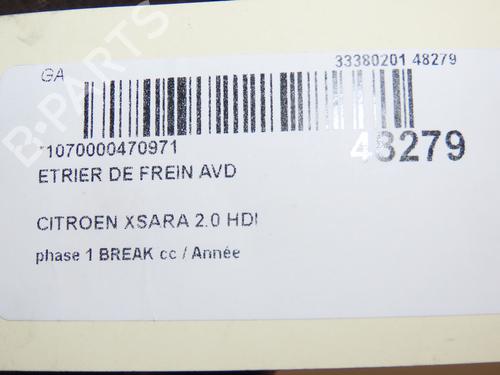 GA
33380201 48279
*1070000470971
48279
ETRIER DE FREIN AVD
CITROEN XSARA 2.0 HDI
phase 1 BREAK cc / Année
B-PARTS